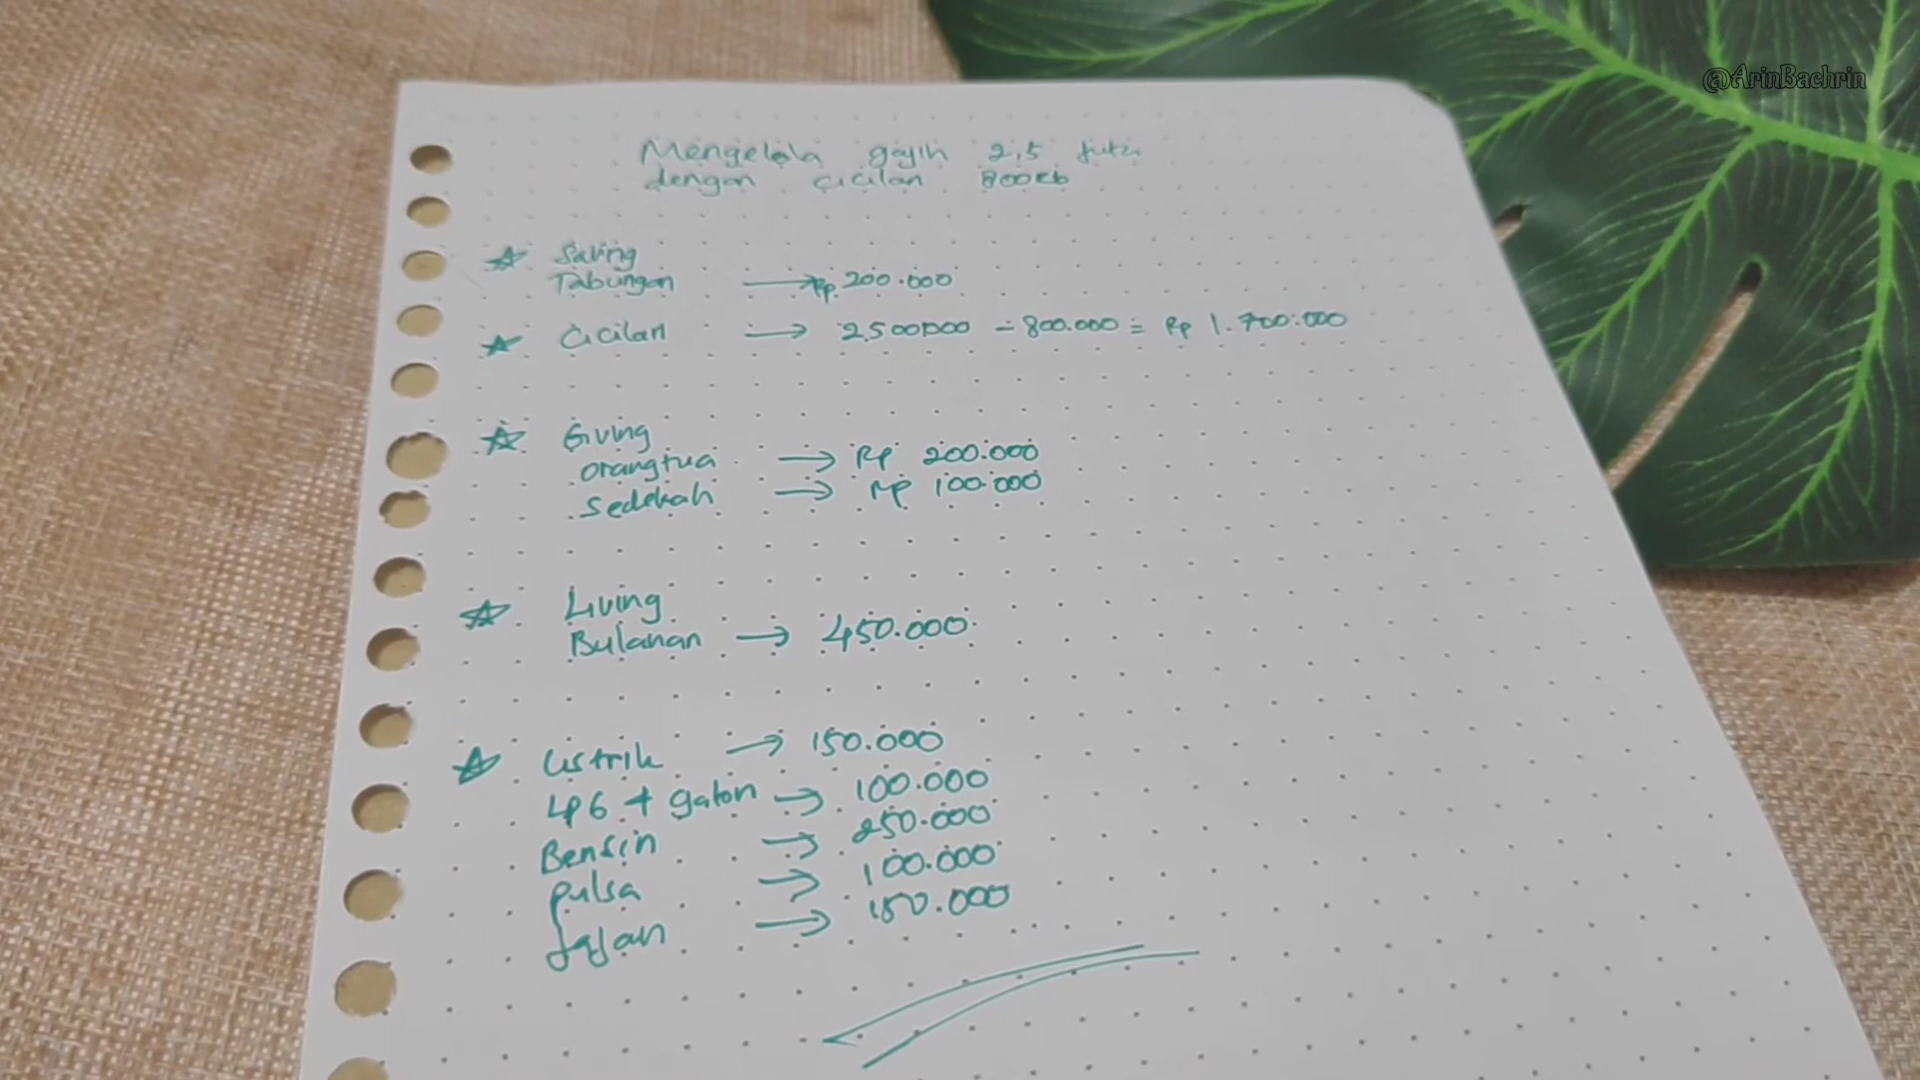 @ArinBachrin
Mengelola gajih 2,5 juta
dengan cicilan 800rb
Saving
Tabungan → Rp 200.000
Cicilan → 2.500.000 - 800.000 = Rp 1.700.000
Giving
orangtua → Rp 200.000
Sedekah → Rp 100.000
Living
Bulanan → 450.000
Listrik → 150.000
LPG + galon → 100.000
Bensin → 250.000
pulsa → 100.000
Jajan → 150.000